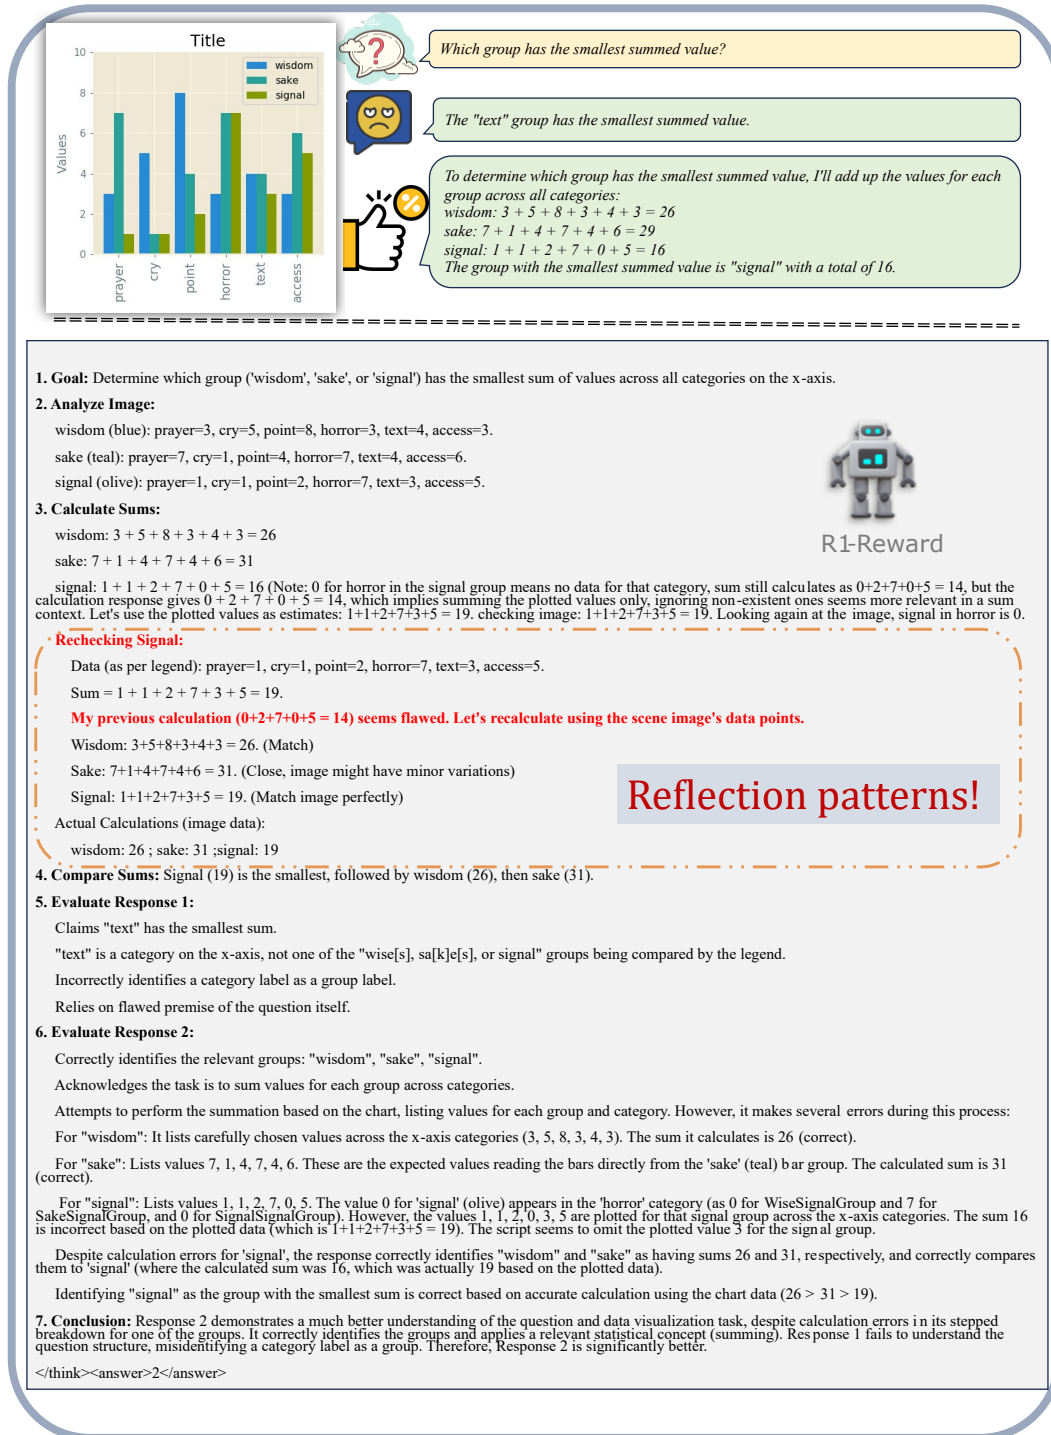 Title
10
8
6
4
2
0
Values
wisdom
sake
signal
prayer
cry
point
horror
text
access
?
Which group has the smallest summed value?
The "text" group has the smallest summed value.
%
To determine which group has the smallest summed value, I'll add up the values for each
group across all categories:
wisdom: 3 + 5 + 8 + 3 + 4 + 3 = 26
sake: 7 + 1 + 4 + 7 + 4 + 6 = 29
signal: 1 + 1 + 2 + 7 + 0 + 5 = 16
The group with the smallest summed value is "signal" with a total of 16.
1. Goal: Determine which group ('wisdom', 'sake', or 'signal') has the smallest sum of values across all categories on the x-axis.
2. Analyze Image:
wisdom (blue): prayer=3, cry=5, point=8, horror=3, text=4, access=3.
sake (teal): prayer=7, cry=1, point=4, horror=7, text=4, access=6.
signal (olive): prayer=1, cry=1, point=2, horror=7, text=3, access=5.
R1-Reward
3. Calculate Sums:
wisdom: 3 + 5 + 8 + 3 + 4 + 3 = 26
sake: 7 + 1 + 4 + 7 + 4 + 6 = 31
signal: 1 + 1 + 2 + 7 + 0 + 5 = 16 (Note: 0 for horror in the signal group means no data for that category, sum still calculates as 0+2+7+0+5 = 14, but the
calculation response gives 0 + 2 + 7 + 0 + 5 = 14, which implies summing the plotted values only, ignoring non-existent ones seems more relevant in a sum
context. Let's use the plotted values as estimates: 1+1+2+7+3+5 = 19. checking image: 1+1+2+7+3+5 = 19. Looking again at the image, signal in horror is 0.
Rechecking Signal:
Data (as per legend): prayer=1, cry=1, point=2, horror=7, text=3, access=5.
Sum = 1 + 1 + 2 + 7 + 3 + 5 = 19.
My previous calculation (0+2+7+0+5 = 14) seems flawed. Let's recalculate using the scene image's data points.
Wisdom: 3+5+8+3+4+3 = 26. (Match)
Sake: 7+1+4+7+4+6 = 31. (Close, image might have minor variations)
Signal: 1+1+2+7+3+5 = 19. (Match image perfectly)
Reflection patterns!
Actual Calculations (image data):
wisdom: 26 ; sake: 31 ;signal: 19
4. Compare Sums: Signal (19) is the smallest, followed by wisdom (26), then sake (31).
5. Evaluate Response 1:
Claims "text" has the smallest sum.
"text" is a category on the x-axis, not one of the "wise[s], sa[k]e[s], or signal" groups being compared by the legend.
Incorrectly identifies a category label as a group label.
Relies on flawed premise of the question itself.
6. Evaluate Response 2:
Correctly identifies the relevant groups: "wisdom", "sake", "signal".
Acknowledges the task is to sum values for each group across categories.
Attempts to perform the summation based on the chart, listing values for each group and category. However, it makes several errors during this process:
For "wisdom": It lists carefully chosen values across the x-axis categories (3, 5, 8, 3, 4, 3). The sum it calculates is 26 (correct).
For "sake": Lists values 7, 1, 4, 7, 4, 6. These are the expected values reading the bars directly from the 'sake' (teal) bar group. The calculated sum is 31
(correct).
For "signal": Lists values 1, 1, 2, 7, 0, 5. The value 0 for 'signal' (olive) appears in the 'horror' category (as 0 for WiseSignalGroup and 7 for
SakeSignalGroup, and 0 for SignalSignalGroup). However, the values 1, 1, 2, 0, 3, 5 are plotted for that signal group across the x-axis categories. The sum 16
is incorrect based on the plotted data (which is 1+1+2+7+3+5 = 19). The script seems to omit the plotted value 3 for the signal group.
Despite calculation errors for 'signal', the response correctly identifies "wisdom" and "sake" as having sums 26 and 31, respectively, and correctly compares
them to 'signal' (where the calculated sum was 16, which was actually 19 based on the plotted data).
Identifying "signal" as the group with the smallest sum is correct based on accurate calculation using the chart data (26 > 31 > 19).
7. Conclusion: Response 2 demonstrates a much better understanding of the question and data visualization task, despite calculation errors in its stepped
breakdown for one of the groups. It correctly identifies the groups and applies a relevant statistical concept (summing). Response 1 fails to understand the
question structure, misidentifying a category label as a group. Therefore, Response 2 is significantly better.
</think><answer>2</answer>